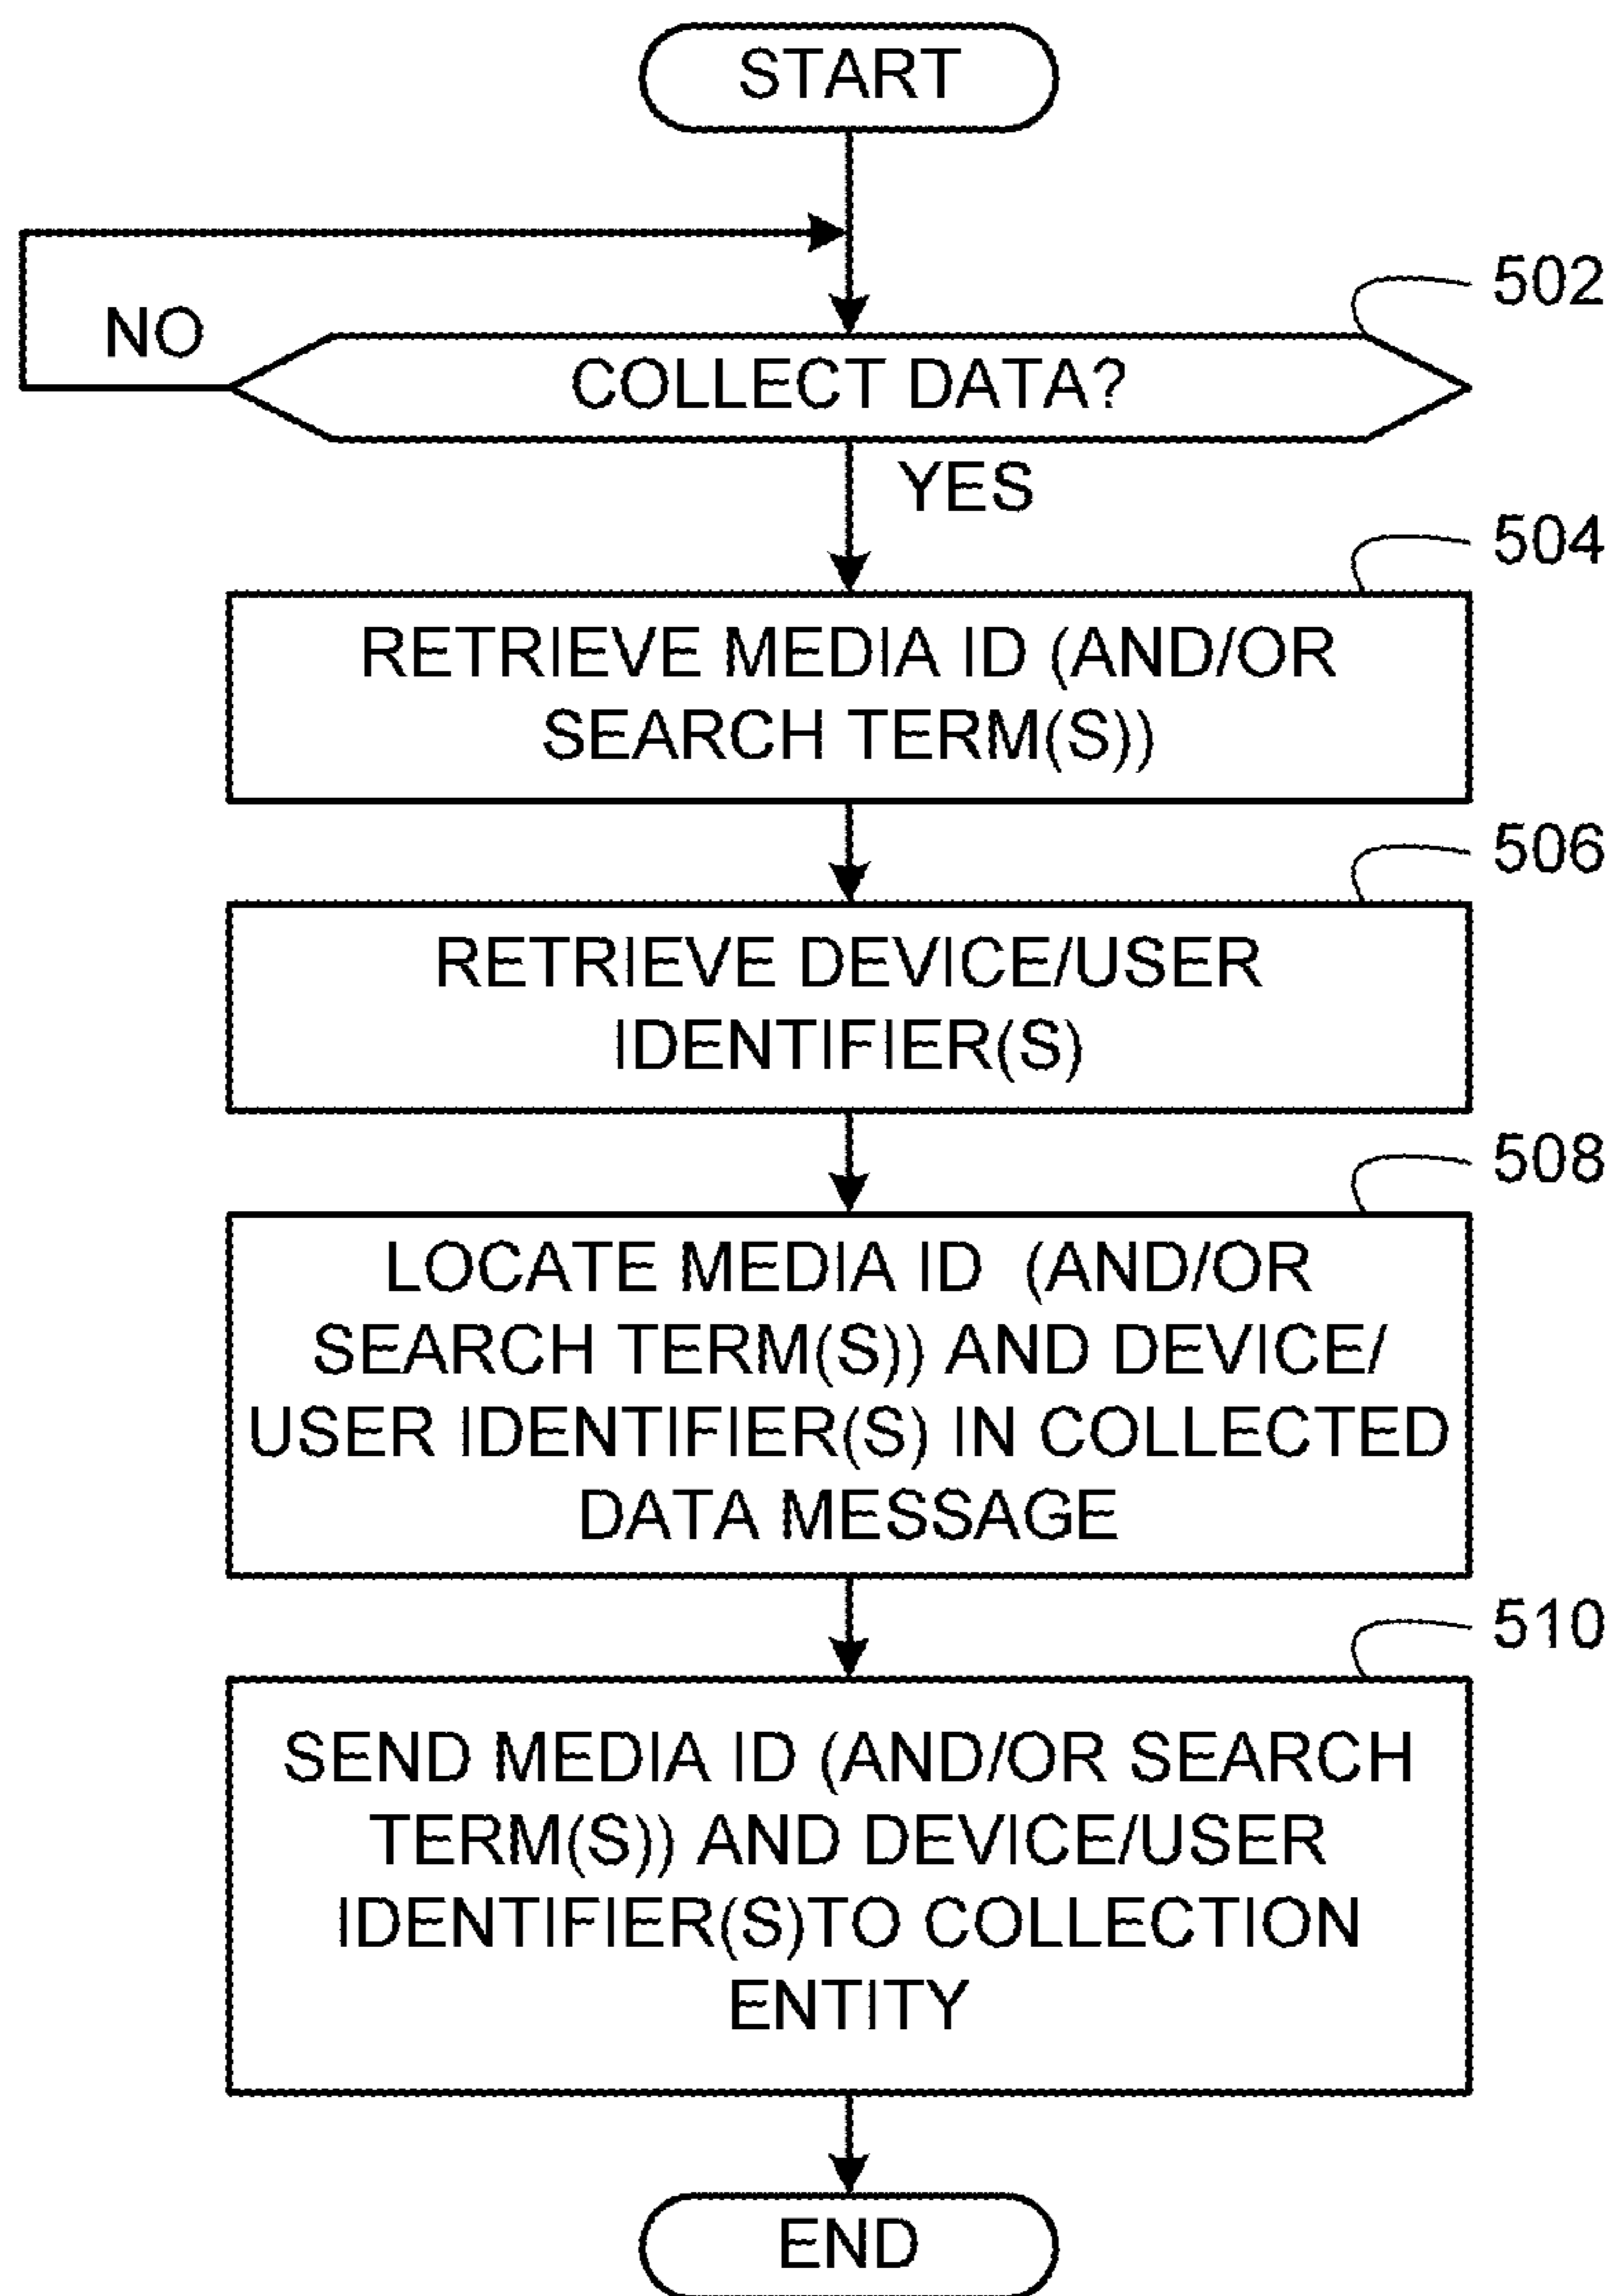 START
502
NO
COLLECT DATA?
YES
504
RETRIEVE MEDIA ID (AND/OR
SEARCH TERM(S))
506
RETRIEVE DEVICE/USER
IDENTIFIER(S)
508
LOCATE MEDIA ID (AND/OR
SEARCH TERM(S)) AND DEVICE/
USER IDENTIFIER(S) IN COLLECTED
DATA MESSAGE
510
SEND MEDIA ID (AND/OR SEARCH
TERM(S)) AND DEVICE/USER
IDENTIFIER(S)TO COLLECTION
ENTITY
END